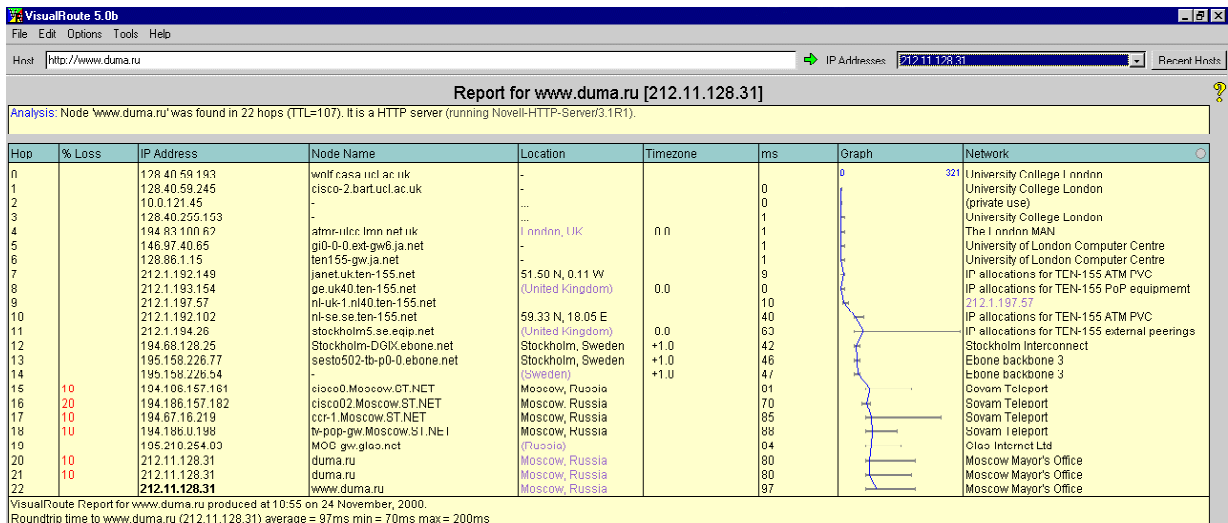 VisualRoute 5.0b
File Edit Options Tools Help
Host http://www.duma.ru IP Addresses 212.11.128.31 Recent Hosts
Report for www.duma.ru [212.11.128.31]
Analysis: Node 'www.duma.ru' was found in 22 hops (TTL=107). It is a HTTP server (running Novell-HTTP-Server/3.1R1).
Hop % Loss IP Address Node Name Location Timezone ms Graph Network
0 128.40.59.193 wolf.casa.ucl.ac.uk - 0 321 University College London
1 128.40.59.245 cisco-2.bart.ucl.ac.uk - 0 University College London
2 10.0.121.45 - ... 0 (private use)
3 128.40.255.153 - ... 1 University College London
4 194.83.100.62 atmr-ulcc.lmn.net.uk London, UK 0.0 1 The London MAN
5 146.97.40.65 gi0-0-0.ext-gw6.ja.net - 1 University of London Computer Centre
6 128.86.1.15 ten155-gw.ja.net - 1 University of London Computer Centre
7 212.1.192.149 janet.uk.ten-155.net 51.50 N, 0.11 W 9 IP allocations for TEN-155 ATM PVC
8 212.1.193.154 ge.uk40.ten-155.net (United Kingdom) 0.0 0 IP allocations for TEN-155 PoP equipmemt
9 212.1.197.57 nl-uk-1.nl40.ten-155.net 10 212.1.197.57
10 212.1.192.102 nl-se.se.ten-155.net 59.33 N, 18.05 E 40 IP allocations for TEN-155 ATM PVC
11 212.1.194.26 stockholm5.se.eqip.net (United Kingdom) 0.0 63 IP allocations for TEN-155 external peerings
12 194.68.128.25 Stockholm-DGIX.ebone.net Stockholm, Sweden +1.0 42 Stockholm Interconnect
13 195.158.226.77 sesto502-tb-p0-0.ebone.net Stockholm, Sweden +1.0 46 Ebone backbone 3
14 195.158.226.54 - (Sweden) +1.0 47 Ebone backbone 3
15 10 cisco0.Moscow.ST.NET Moscow, Russia Sovam Teleport
16 20 194.186.157.182 cisco02.Moscow.ST.NET Moscow, Russia 70 Sovam Teleport
17 10 194.67.16.219 ccr-1.Moscow.ST.NET Moscow, Russia 85 Sovam Teleport
18 10 194.186.0.198 tv-pop-gw.Moscow.ST.NET Moscow, Russia 88 Sovam Teleport
19 (Russia) Glas Internet Ltd
20 10 212.11.128.31 duma.ru Moscow, Russia 80 Moscow Mayor's Office
21 10 212.11.128.31 duma.ru Moscow, Russia 80 Moscow Mayor's Office
22 212.11.128.31 www.duma.ru Moscow, Russia 97 Moscow Mayor's Office
VisualRoute Report for www.duma.ru produced at 10:55 on 24 November, 2000.
Roundtrip time to www.duma.ru (212.11.128.31) average = 97ms min = 70ms max = 200ms